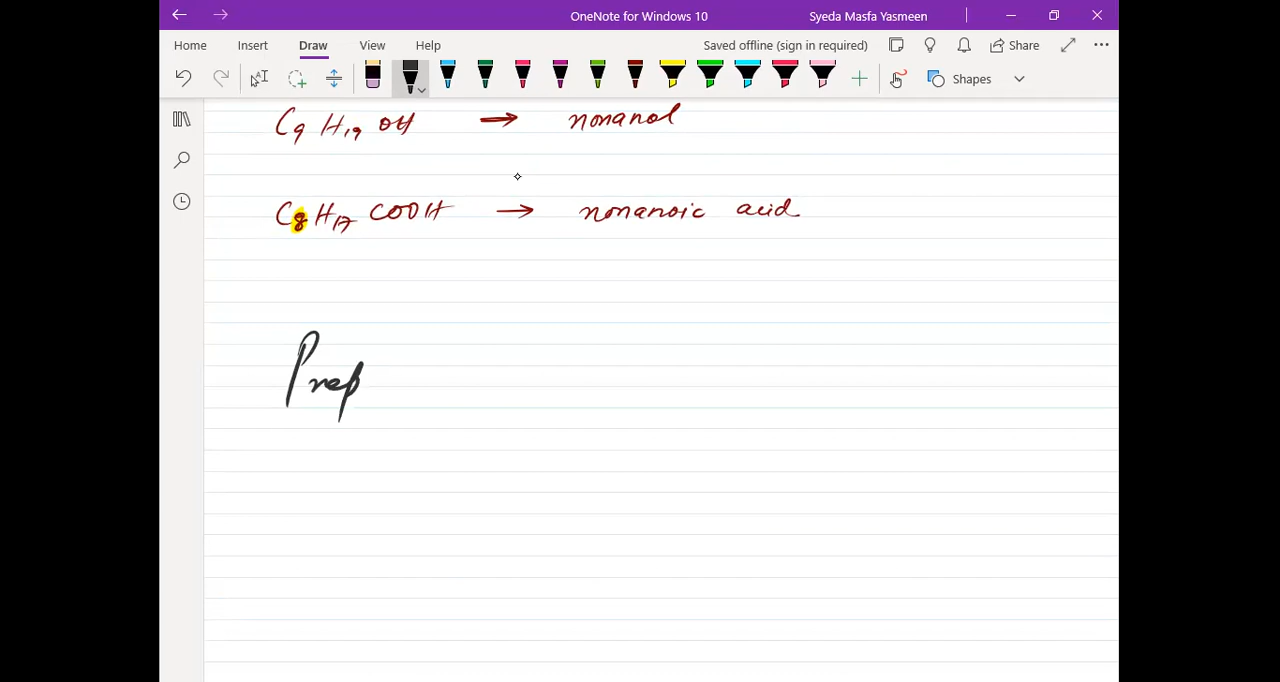 OneNote for Windows 10 Syeda Masfa Yasmeen
Home Insert Draw View Help Saved offline (sign in required) Share
Shapes
C9 H19 OH → nonanol
C8 H17 COOH → nonanoic acid
Prep